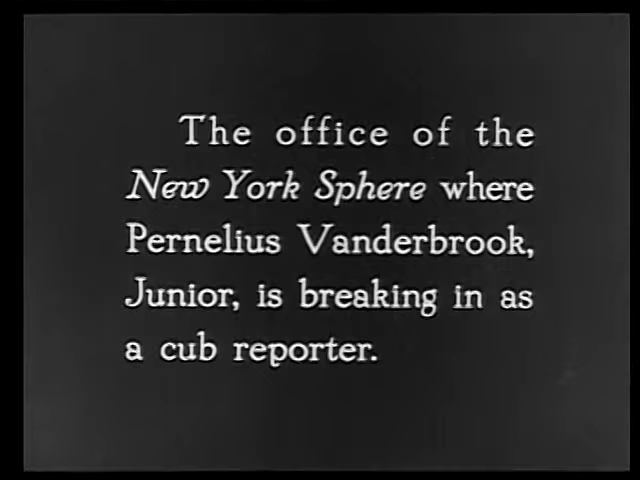 The office of the
New York Sphere where
Pernelius Vanderbrook,
Junior, is breaking in as
a cub reporter.